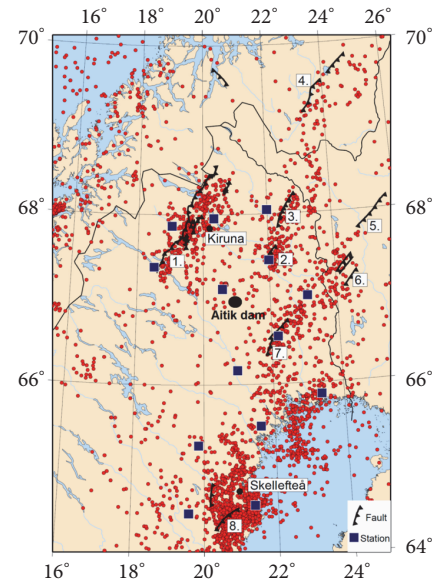 16° 18° 20° 22° 24° 26°
70° 70°
4.
68° 68°
3.
Kiruna
5.
1.
2.
6.
Aitik dam
7.
66° 66°
Skellefteå
8.
Fault
Station
64° 64°
16 18 20 22 24